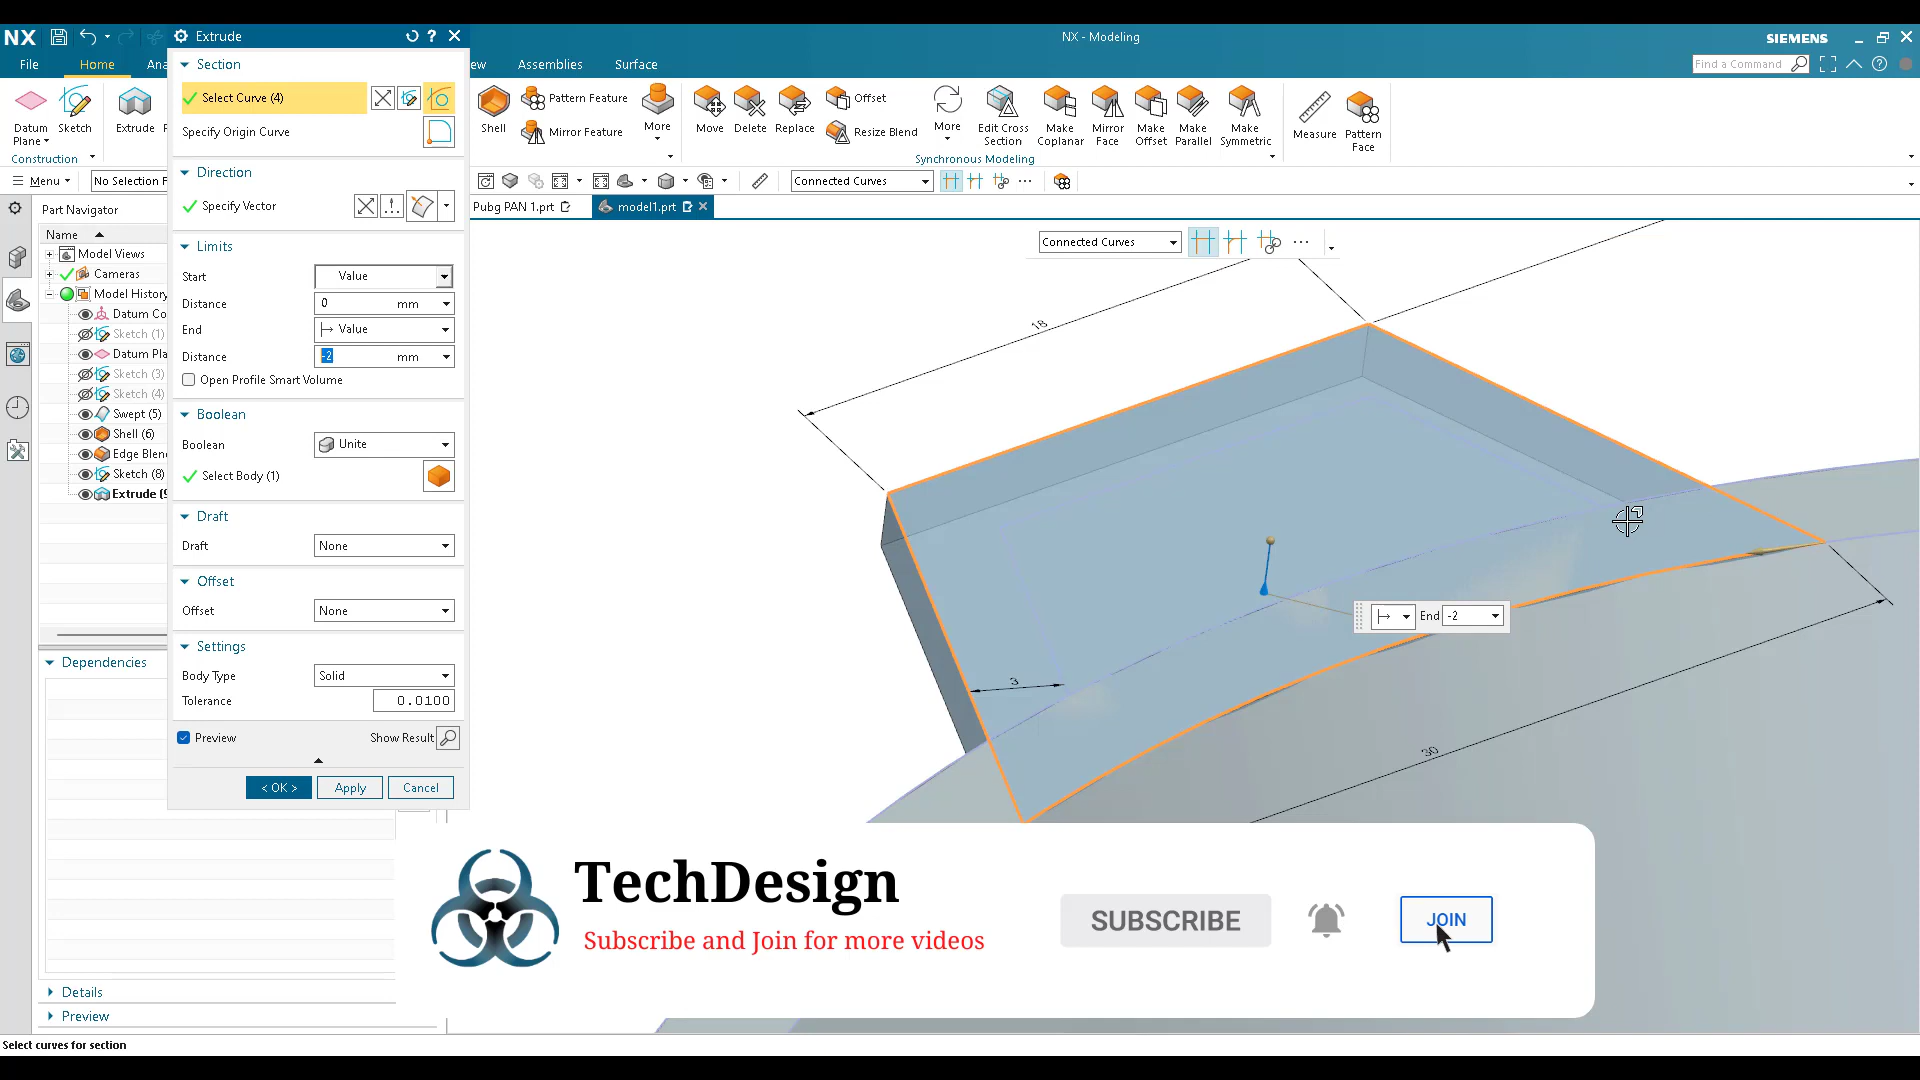 NX
Extrude
NX - Modeling
SIEMENS
File
Home
Ana
ew
Assemblies
Surface
Find a Command
Section
Select Curve (4)
Specify Origin Curve
Datum
Plane
Sketch
Extrude
Construction
Shell
Pattern Feature
Mirror Feature
More
Move
Delete
Replace
Offset
Resize Blend
More
Edit Cross
Section
Make
Coplanar
Mirror
Face
Make
Offset
Make
Parallel
Make
Symmetric
Synchronous Modeling
Measure
Pattern
Face
Menu
No Selection F
Connected Curves
Part Navigator
Pubg PAN 1.prt
model1.prt
Connected Curves
Direction
Specify Vector
Name
Model Views
Cameras
Model History
Datum Co
Sketch (1)
Datum Pla
Sketch (3)
Sketch (4)
Swept (5)
Shell (6)
Edge Blen
Sketch (8)
Extrude (9
Limits
Start
Value
Distance
0
mm
End
Value
Distance
-2
mm
Open Profile Smart Volume
Boolean
Boolean
Unite
Select Body (1)
Draft
Draft
None
Offset
Offset
None
Settings
Body Type
Solid
Tolerance
0.0100
Preview
Show Result
< OK >
Apply
Cancel
18
3
30
End
-2
Dependencies
Details
Preview
TechDesign
Subscribe and Join for more videos
SUBSCRIBE
JOIN
Select curves for section